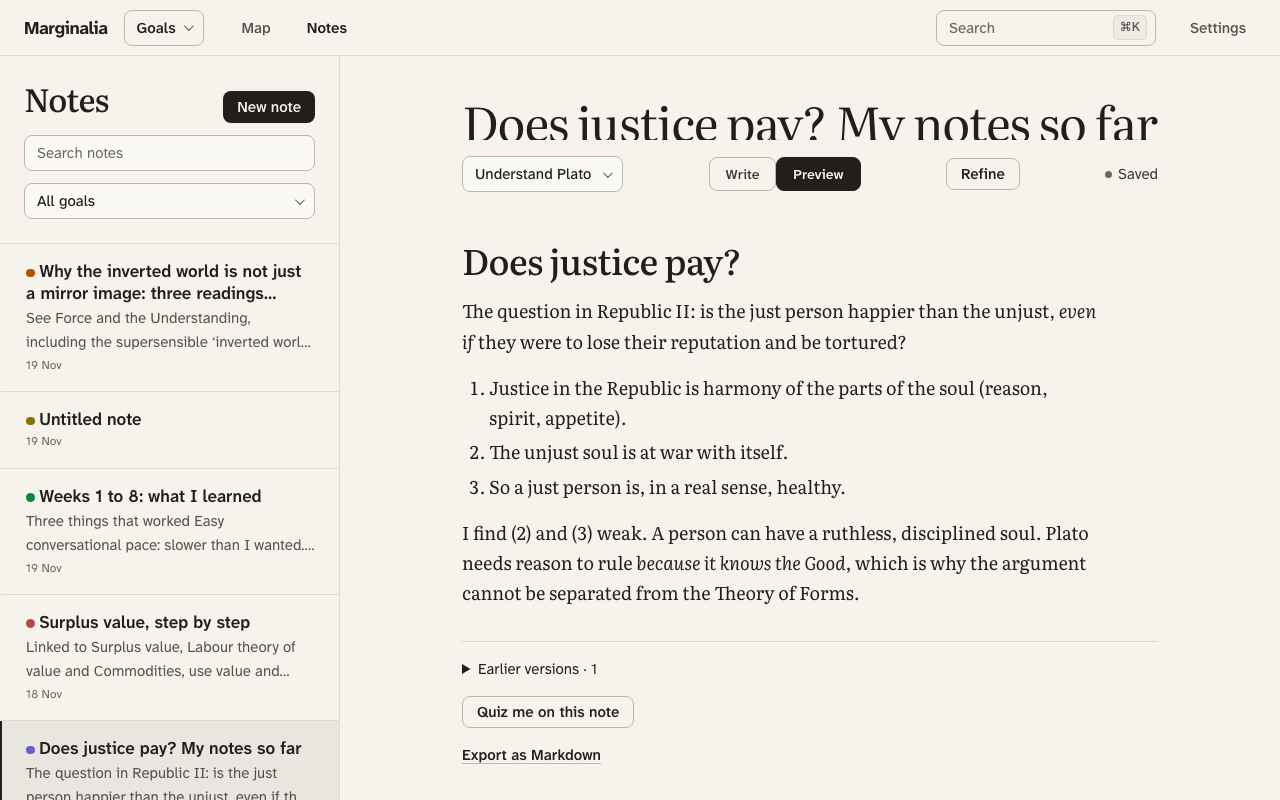 Marginalia
Goals
Map
Notes
Search
⌘K
Settings
Notes
New note
Search notes
All goals
Why the inverted world is not just
a mirror image: three readings...
See Force and the Understanding,
including the supersensible ‘inverted worl...
19 Nov
Untitled note
19 Nov
Weeks 1 to 8: what I learned
Three things that worked Easy
conversational pace: slower than I wanted....
19 Nov
Surplus value, step by step
Linked to Surplus value, Labour theory of
value and Commodities, use value and...
18 Nov
Does justice pay? My notes so far
The question in Republic II: is the just
person happier than the unjust, even if th
Does justice pay? My notes so far
Understand Plato
Write
Preview
Refine
Saved
Does justice pay?
The question in Republic II: is the just person happier than the unjust, even
if they were to lose their reputation and be tortured?
1. Justice in the Republic is harmony of the parts of the soul (reason,
spirit, appetite).
2. The unjust soul is at war with itself.
3. So a just person is, in a real sense, healthy.
I find (2) and (3) weak. A person can have a ruthless, disciplined soul. Plato
needs reason to rule because it knows the Good, which is why the argument
cannot be separated from the Theory of Forms.
Earlier versions · 1
Quiz me on this note
Export as Markdown